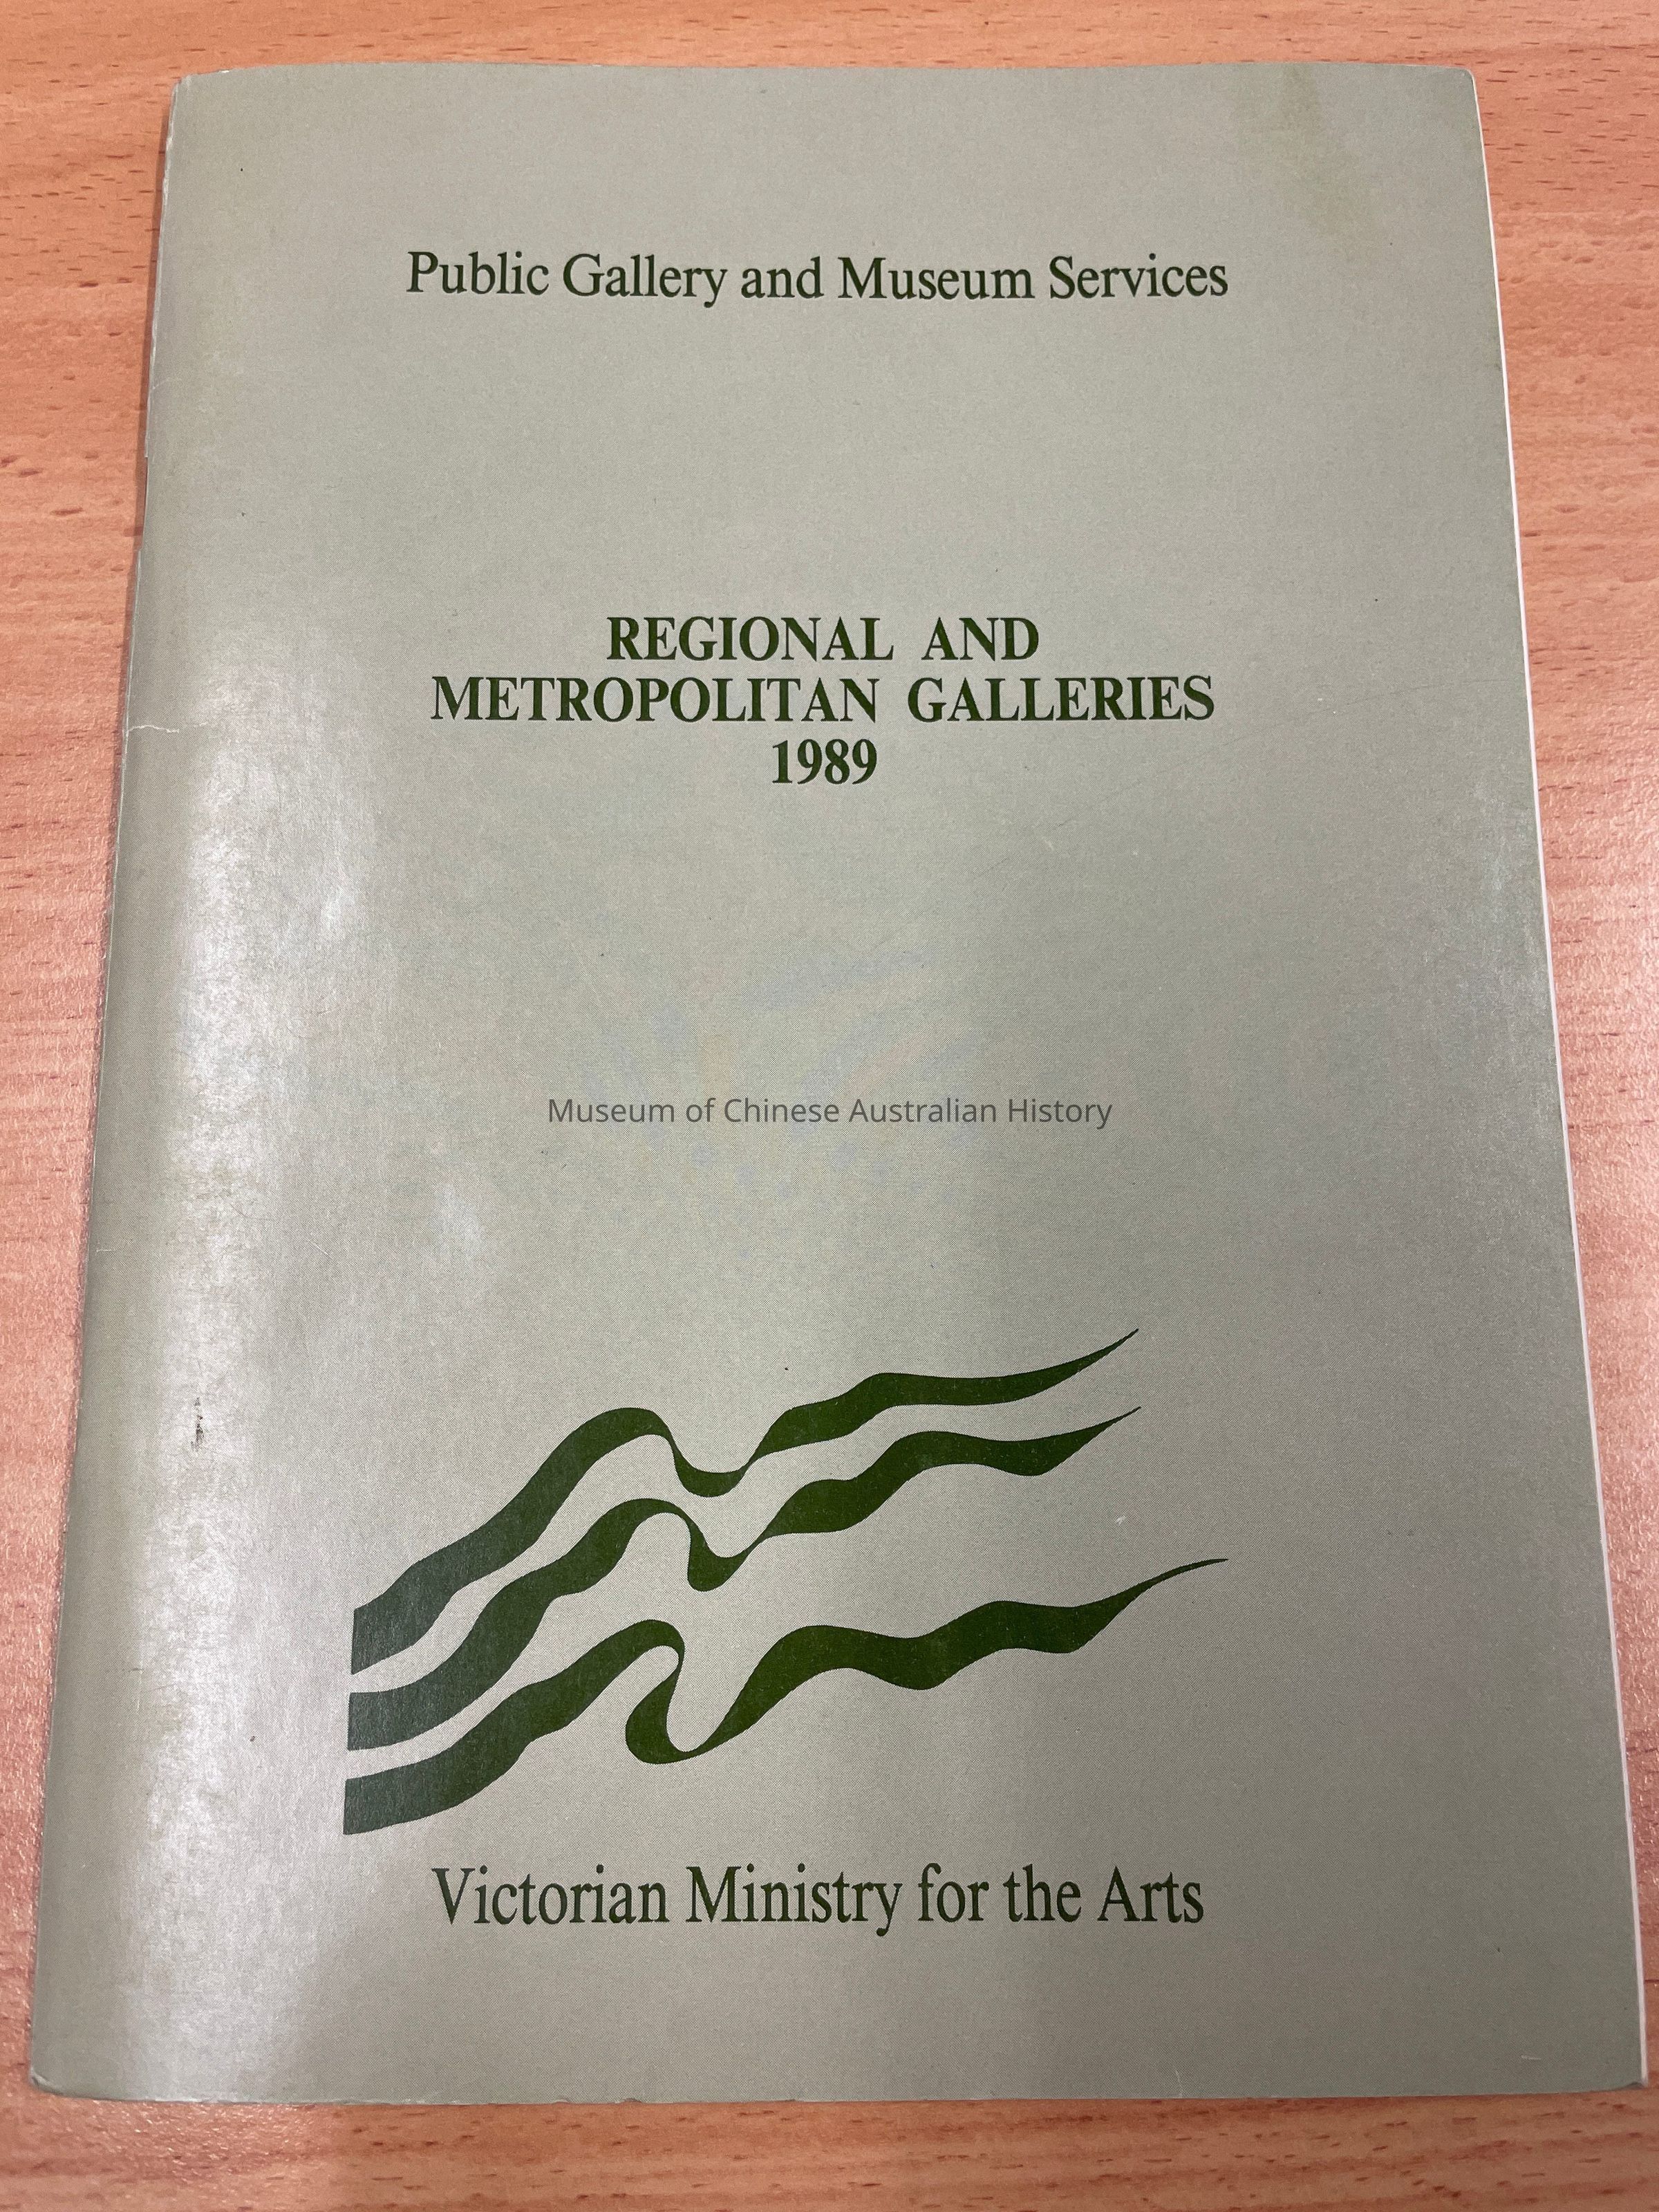 Public Gallery and Museum Services
REGIONAL AND
METROPOLITAN GALLERIES
1989
Museum of Chinese Australian History
Victorian Ministry for the Arts